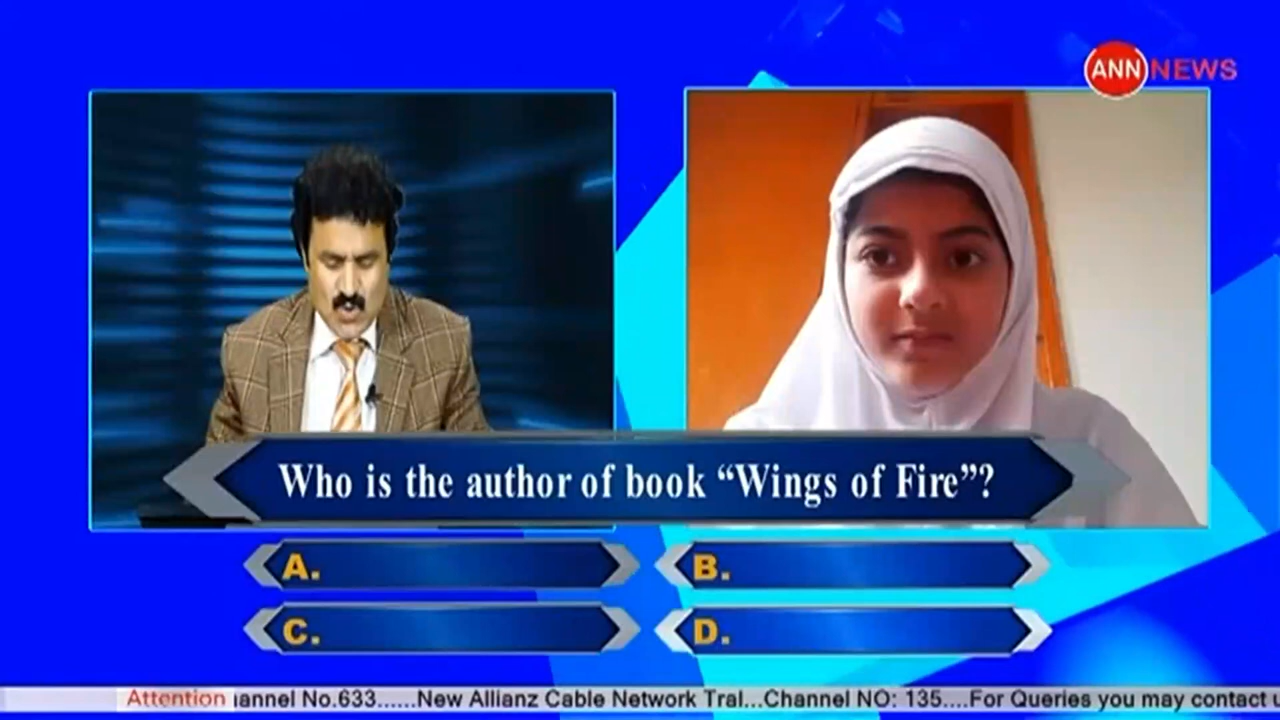 ANN NEWS
Who is the author of book “Wings of Fire”?
A.
B.
C.
D.
Attention annel No.633......New Allianz Cable Network Tral...Channel NO: 135....For Queries you may contact u